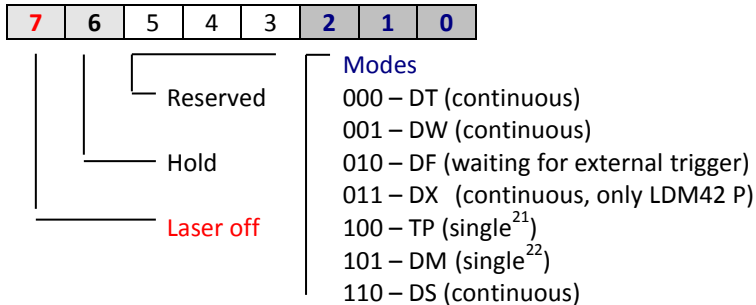 7 6 5 4 3 2 1 0
Modes
Reserved 000 – DT (continuous)
001 – DW (continuous)
Hold 010 – DF (waiting for external trigger)
011 – DX (continuous, only LDM42 P)
Laser off 100 – TP (single21)
101 – DM (single22)
110 – DS (continuous)